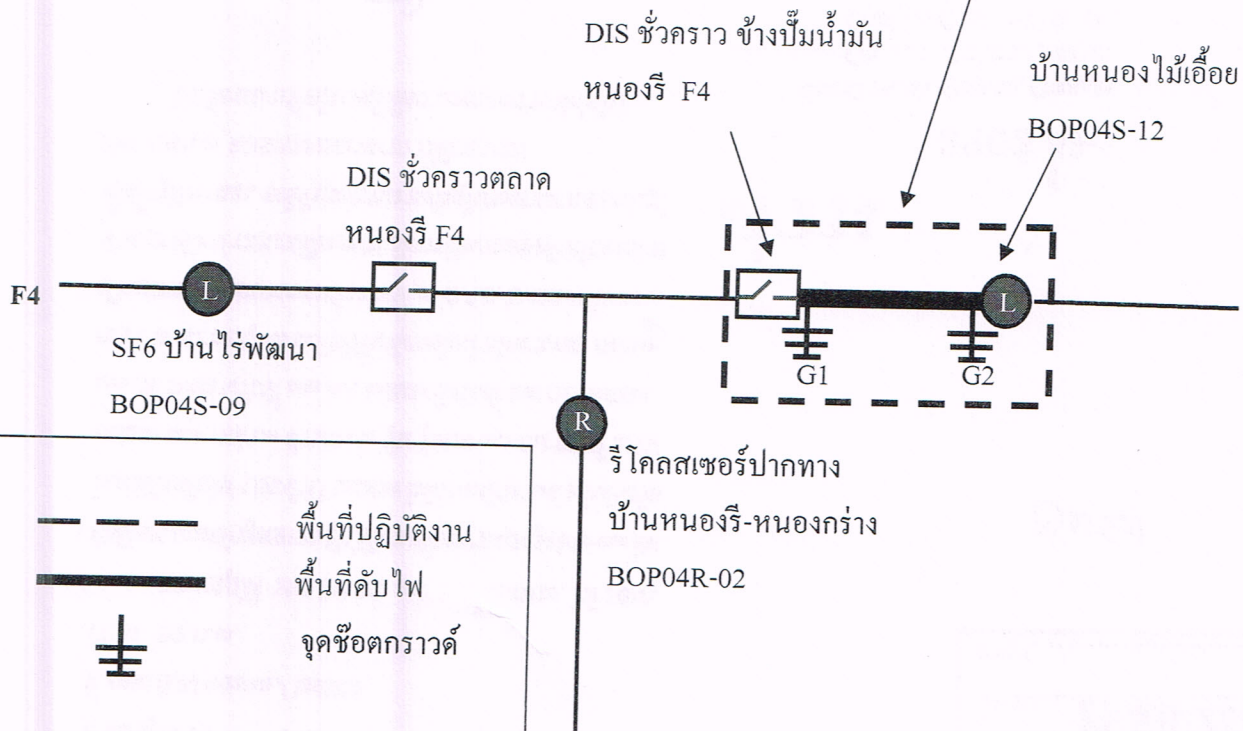 DIS ชั่วคราว ข้างปั๊มน้ำมัน
หนองรี F4
บ้านหนองไม้เอื้อย
BOP04S-12
DIS ชั่วคราวตลาด
หนองรี F4
F4
L
L
SF6 บ้านไร่พัฒนา
BOP04S-09
G1
G2
R
รีโคลสเซอร์ปากทาง
บ้านหนองรี-หนองกร่าง
BOP04R-02
พื้นที่ปฏิบัติงาน
พื้นที่ดับไฟ
จุดช๊อตกราวด์